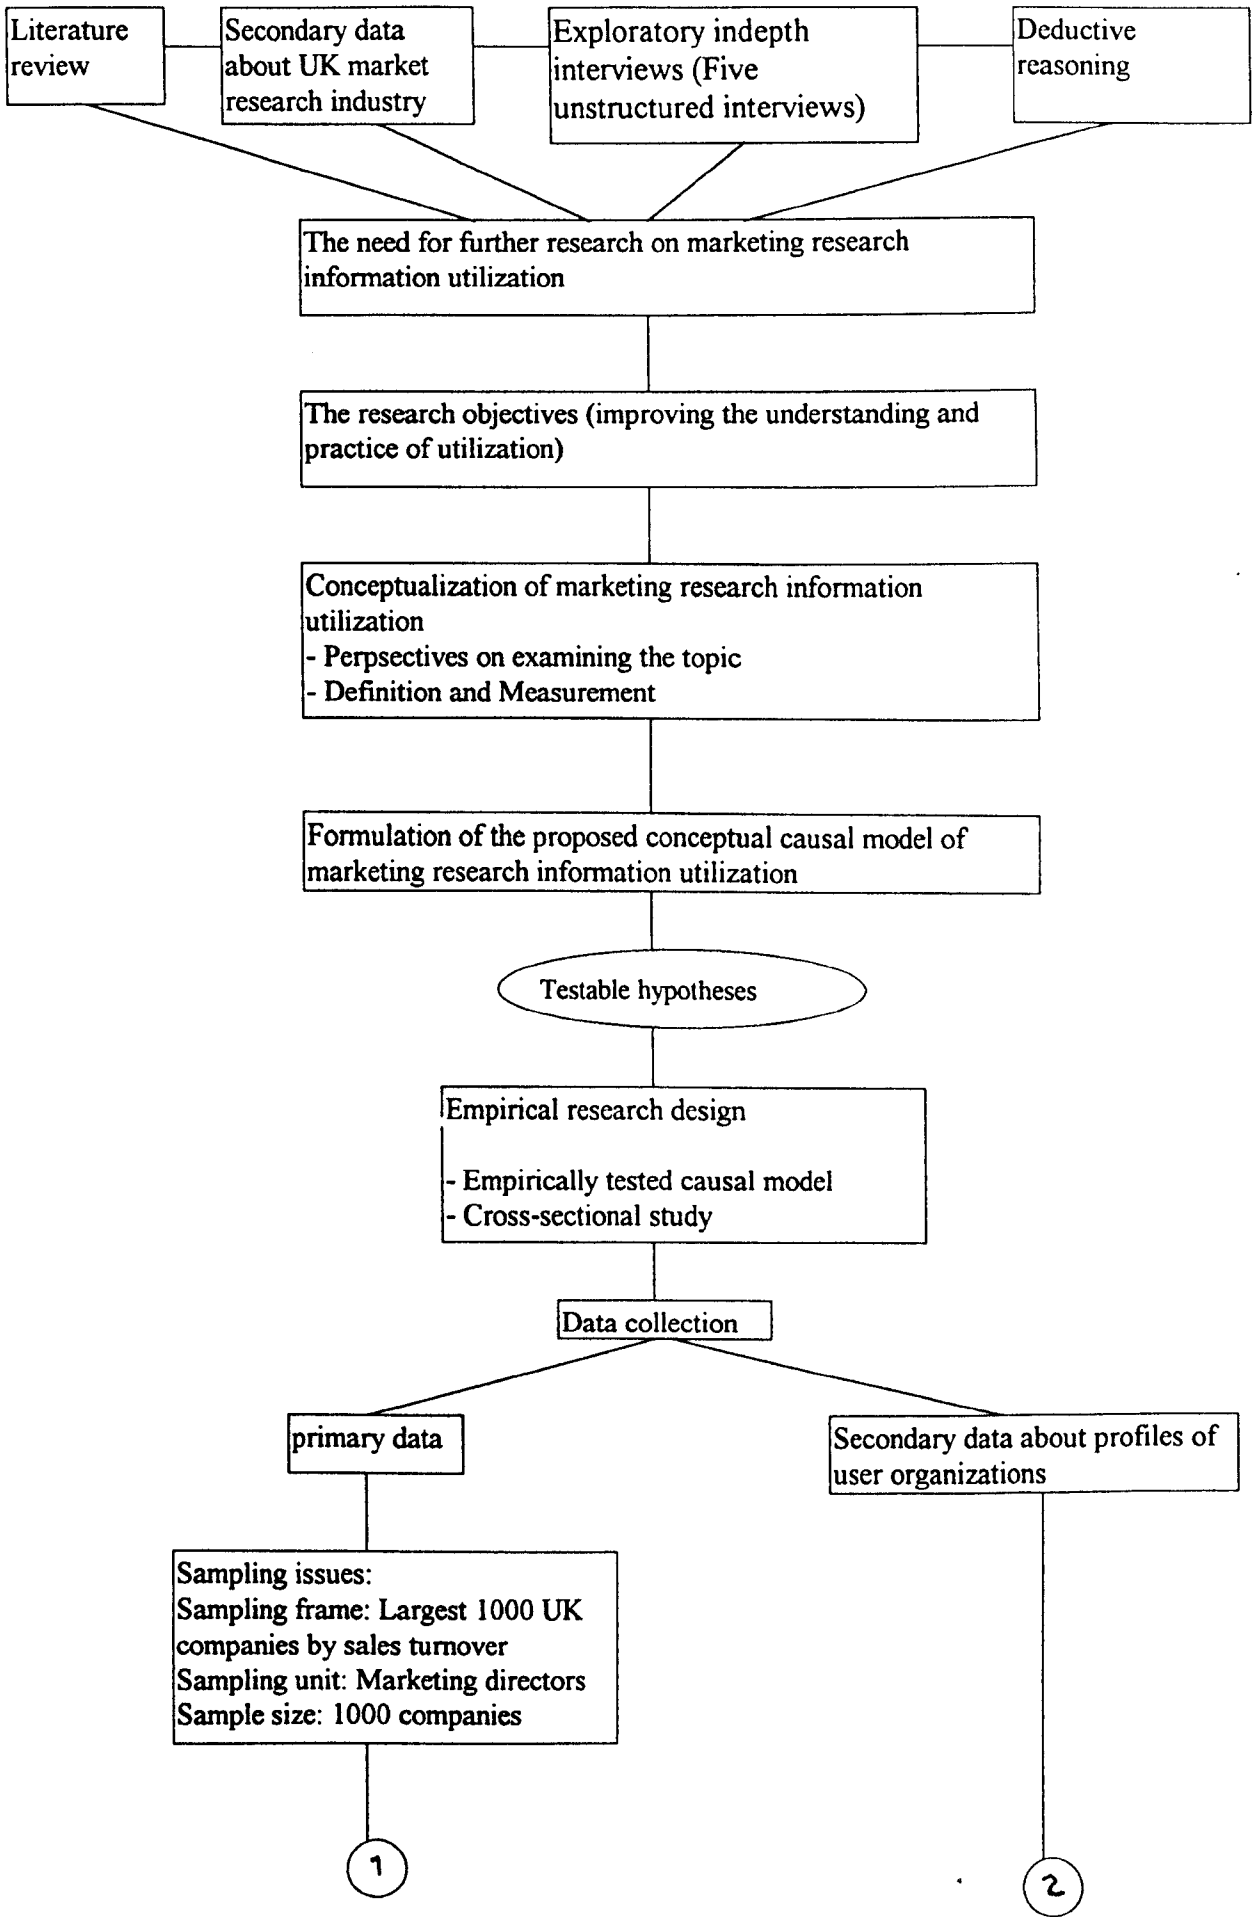 Literature
review
Secondary data
about UK market
research industry
Exploratory indepth
interviews (Five
unstructured interviews)
Deductive
reasoning
The need for further research on marketing research
information utilization
The research objectives (improving the understanding and
practice of utilization)
Conceptualization of marketing research information
utilization
- Perpsectives on examining the topic
- Definition and Measurement
Formulation of the proposed conceptual causal model of
marketing research information utilization
Testable hypotheses
Empirical research design
- Empirically tested causal model
- Cross-sectional study
Data collection
primary data
Secondary data about profiles of
user organizations
Sampling issues:
Sampling frame: Largest 1000 UK
companies by sales turnover
Sampling unit: Marketing directors
Sample size: 1000 companies
1
2